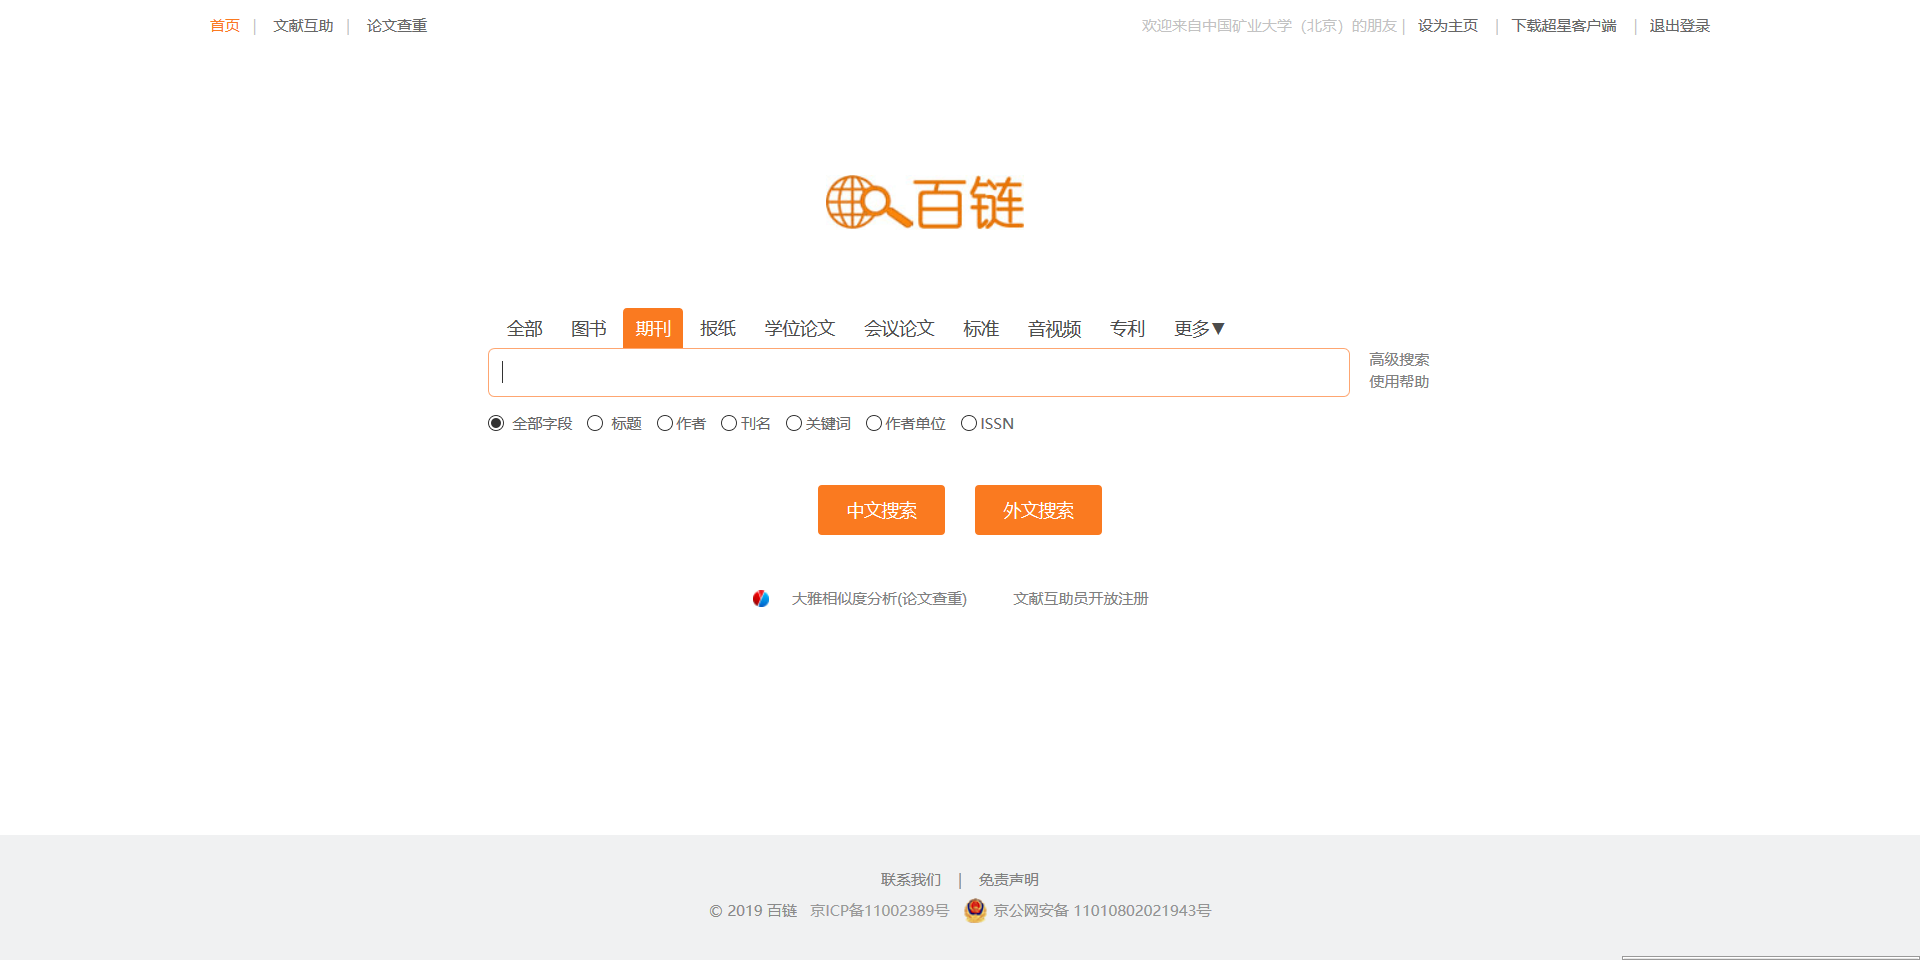 首页 | 文献互助 | 论文查重 欢迎来自中国矿业大学（北京）的朋友 | 设为主页 | 下载超星客户端 | 退出登录
百链
全部 图书 期刊 报纸 学位论文 会议论文 标准 音视频 专利 更多▼
高级搜索
使用帮助
全部字段 标题 作者 刊名 关键词 作者单位 ISSN
中文搜索 外文搜索
大雅相似度分析(论文查重) 文献互助员开放注册
联系我们 | 免责声明
© 2019 百链 京ICP备11002389号 京公网安备 11010802021943号